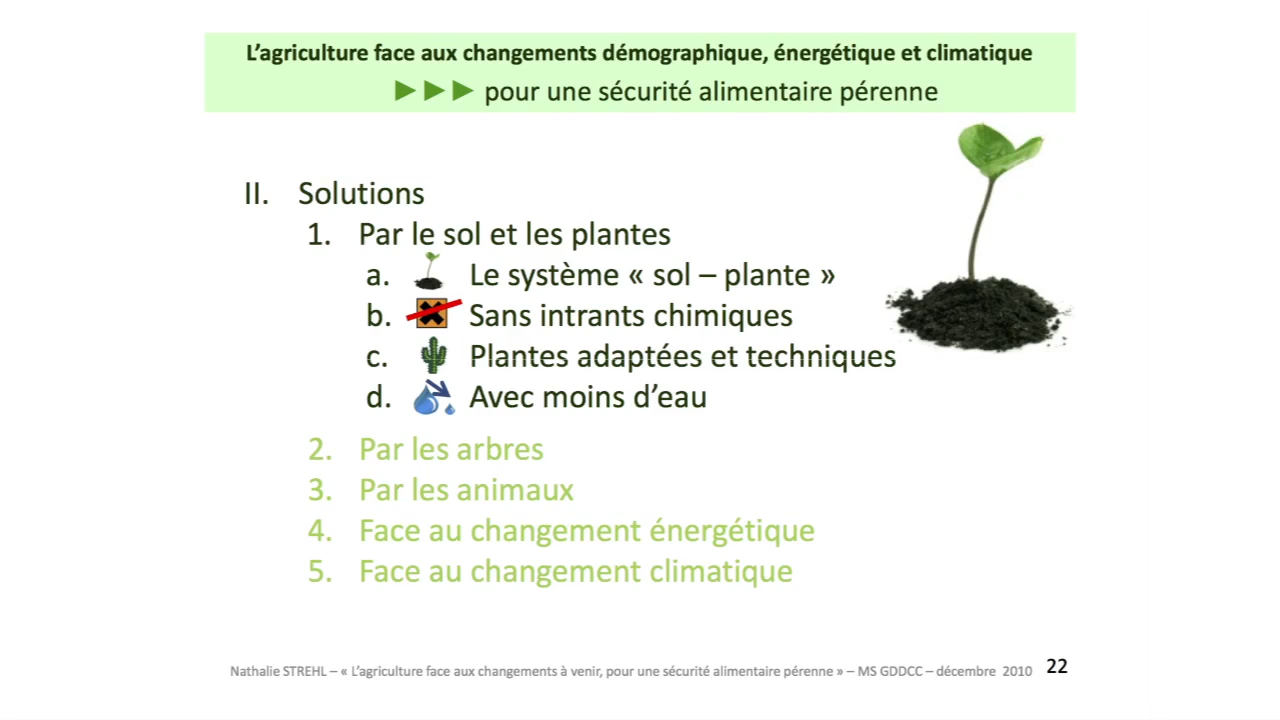 L'agriculture face aux changements démographique, énergétique et climatique
►►► pour une sécurité alimentaire pérenne
II. Solutions
1. Par le sol et les plantes
a. Le système « sol – plante »
b. Sans intrants chimiques
c. Plantes adaptées et techniques
d. Avec moins d'eau
2. Par les arbres
3. Par les animaux
4. Face au changement énergétique
5. Face au changement climatique
Nathalie STREHL – « L'agriculture face aux changements à venir, pour une sécurité alimentaire pérenne » – MS GDDCC – décembre 2010 22